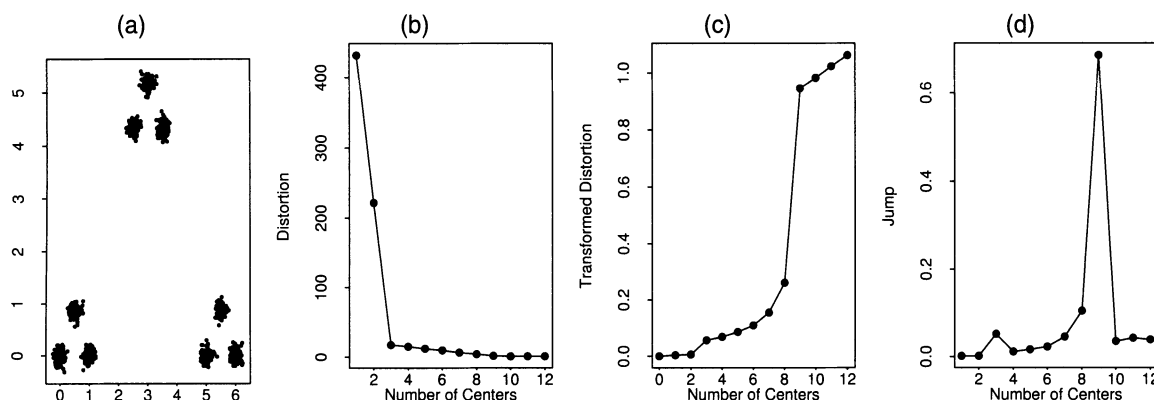 (a)
5
4
3
2
1
0
0 1 2 3 4 5 6
(b)
Distortion
400
300
200
100
0
2 4 6 8 10 12
Number of Centers
(c)
Transformed Distortion
1.0
0.8
0.6
0.4
0.2
0.0
0 2 4 6 8 10 12
Number of Centers
(d)
Jump
0.6
0.4
0.2
0.0
2 4 6 8 10 12
Number of Centers